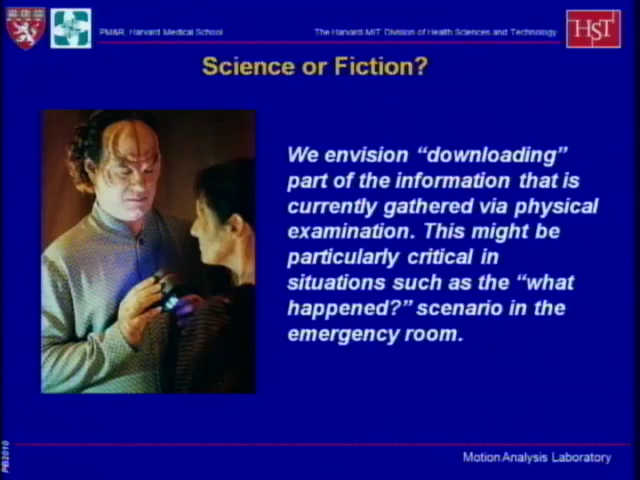 PM&R, Harvard Medical School
The Harvard-MIT Division of Health Sciences and Technology
HST
Science or Fiction?
We envision “downloading”
part of the information that is
currently gathered via physical
examination. This might be
particularly critical in
situations such as the “what
happened?” scenario in the
emergency room.
PB2010
Motion Analysis Laboratory